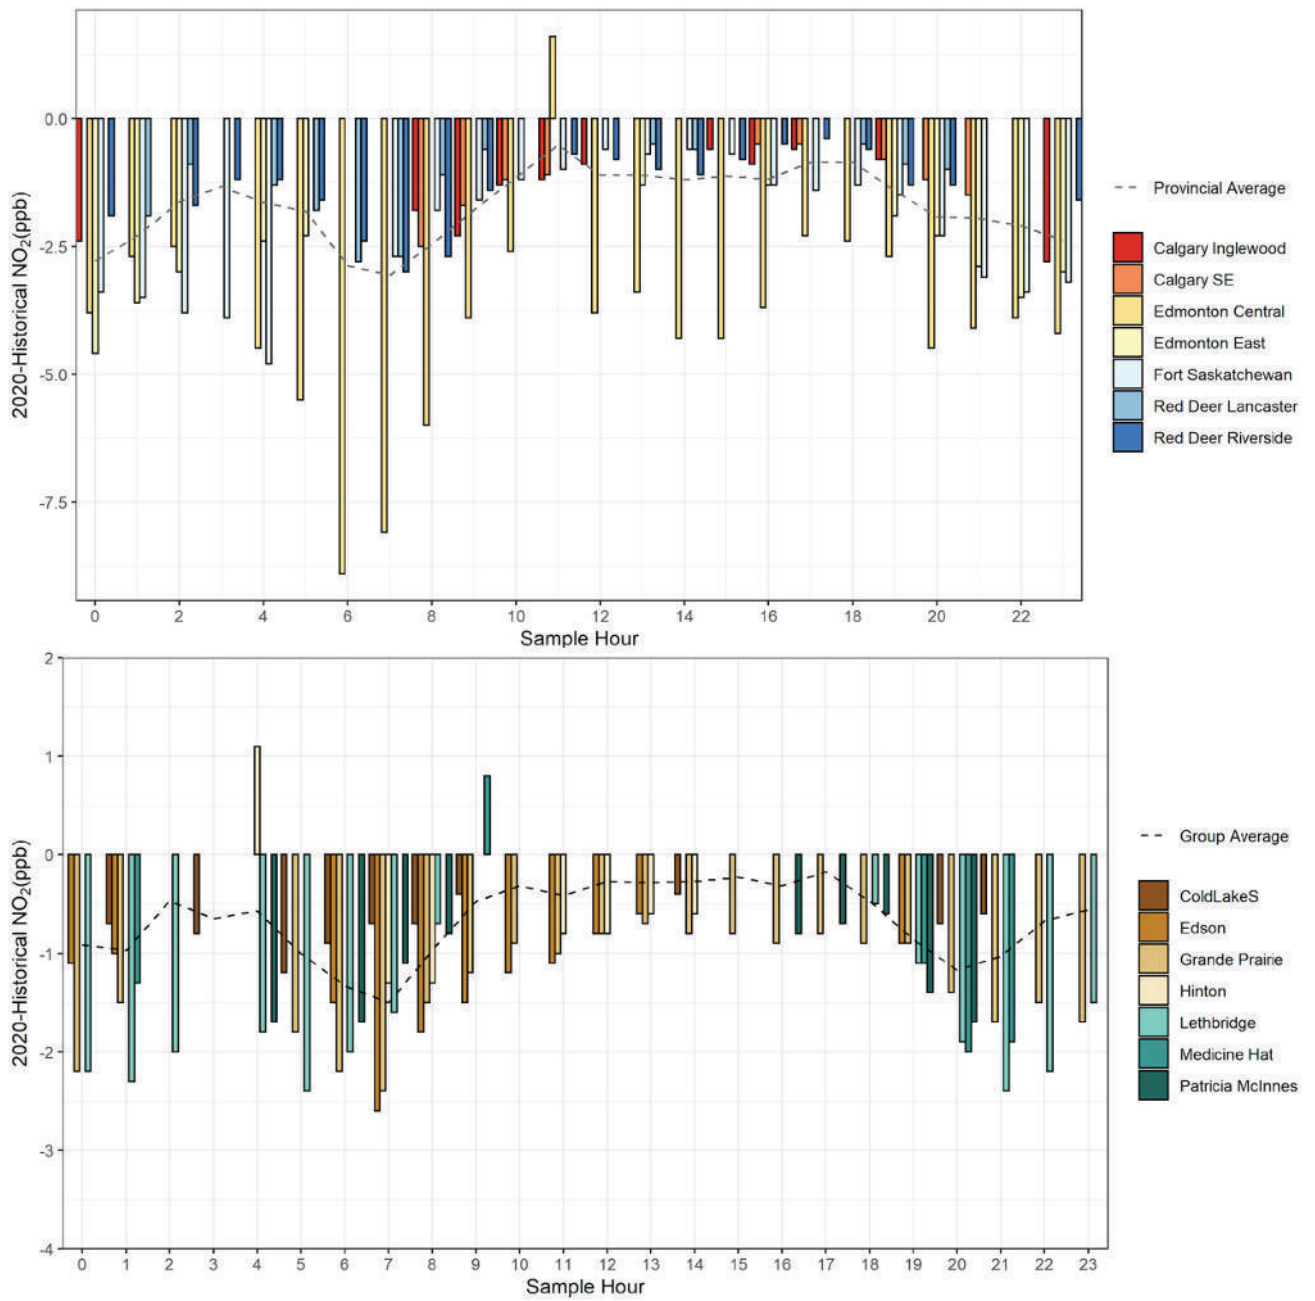 2020-Historical NO₂(ppb)
0.0
-2.5
-5.0
-7.5
0 2 4 6 8 10 12 14 16 18 20 22
Sample Hour
Provincial Average
Calgary Inglewood
Calgary SE
Edmonton Central
Edmonton East
Fort Saskatchewan
Red Deer Lancaster
Red Deer Riverside
2020-Historical NO₂(ppb)
2
1
0
-1
-2
-3
-4
0 1 2 3 4 5 6 7 8 9 10 11 12 13 14 15 16 17 18 19 20 21 22 23
Sample Hour
Group Average
ColdLakeS
Edson
Grande Prairie
Hinton
Lethbridge
Medicine Hat
Patricia McInnes